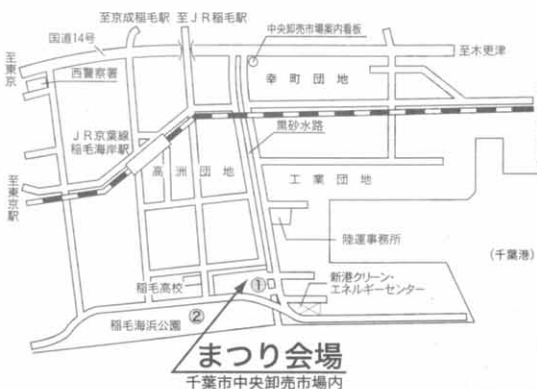 至京成稲毛駅
至JR稲毛駅
国道14号
中央卸売市場案内看板
至木更津
至東京
西警察署
幸町団地
JR京葉線
稲毛海岸駅
黒砂水路
高洲団地
工業団地
至東京駅
陸運事務所
(千葉港)
稲毛高校
①
新港クリーン・
エネルギーセンター
②
稲毛海浜公園
まつり会場
千葉市中央卸売市場内